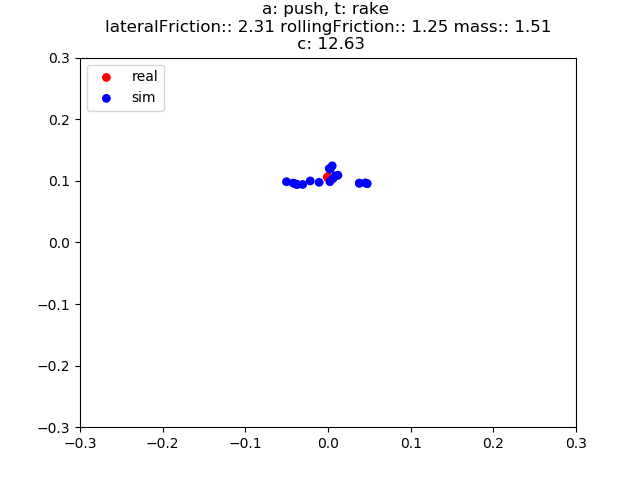 a: push, t: rake
lateralFriction:: 2.31 rollingFriction:: 1.25 mass:: 1.51
c: 12.63
real
sim
0.3
0.2
0.1
0.0
−0.1
−0.2
−0.3
−0.3 −0.2 −0.1 0.0 0.1 0.2 0.3